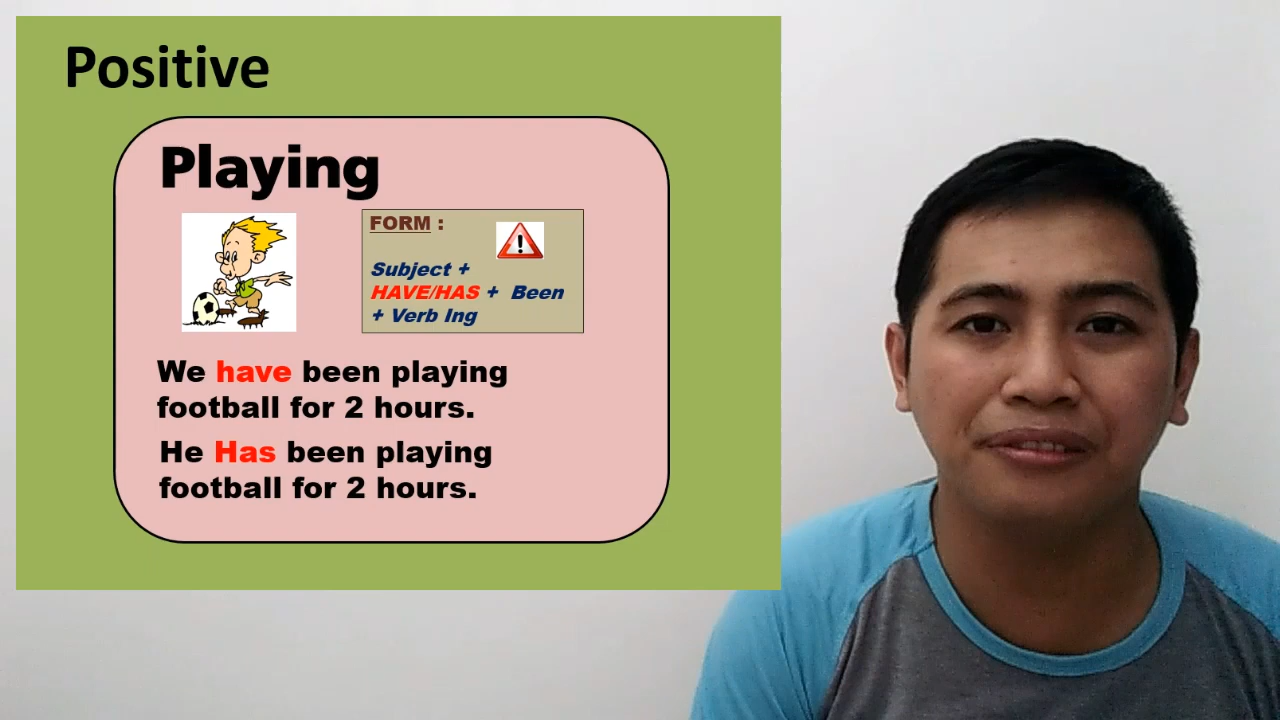 Positive
Playing
FORM :
Subject +
HAVE/HAS + Been
+ Verb Ing
We have been playing
football for 2 hours.
He Has been playing
football for 2 hours.